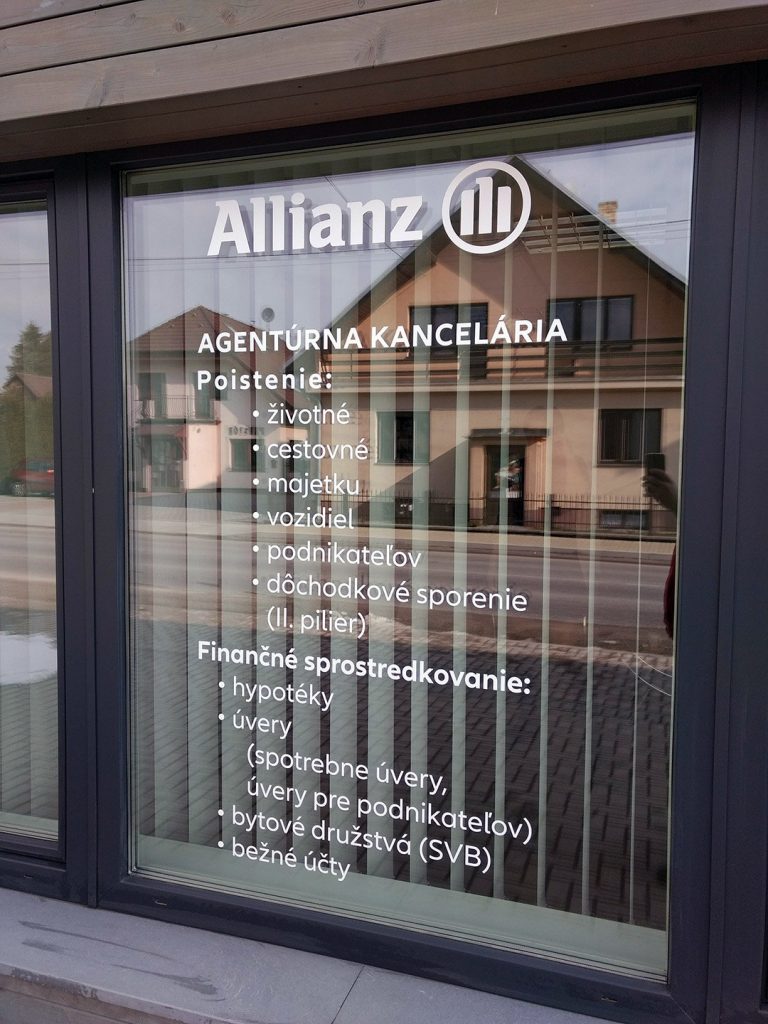 Allianz
AGENTÚRNA KANCELÁRIA
Poistenie:
• životné
• cestovné
• majetku
• vozidiel
• podnikateľov
• dôchodkové sporenie
(II. pilier)
Finančné sprostredkovanie:
• hypotéky
• úvery
(spotrebne úvery,
úvery pre podnikateľov)
• bytové družstvá (SVB)
• bežné účty